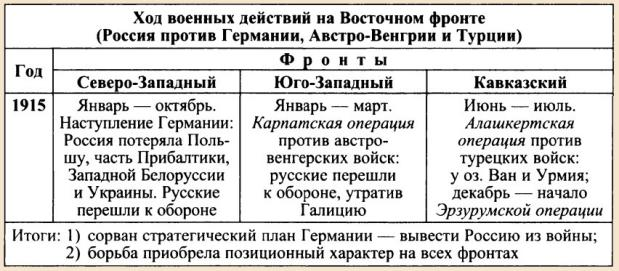 Ход военных действий на Восточном фронте
(Россия против Германии, Австро-Венгрии и Турции)
Год
Фронты
Северо-Западный
Юго-Западный
Кавказский
1915
Январь — октябрь.
Наступление Германии:
Россия потеряла Поль-
шу, часть Прибалтики,
Западной Белоруссии
и Украины. Русские
перешли к обороне
Январь — март.
Карпатская операция
против австро-
венгерских войск:
русские перешли
к обороне, утратив
Галицию
Июнь — июль.
Алашкертская
операция против
турецких войск:
у оз. Ван и Урмия;
декабрь — начало
Эрзурумской операции
Итоги: 1) сорван стратегический план Германии — вывести Россию из войны;
2) борьба приобрела позиционный характер на всех фронтах